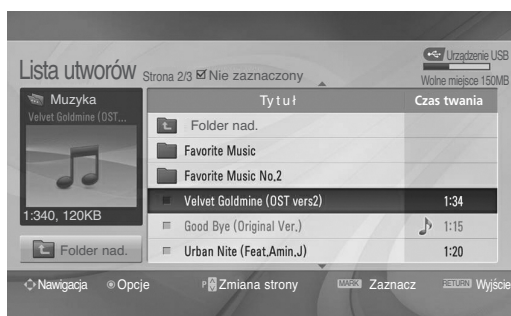 Urządzenie USB
Lista utworów Strona 2/3 Nie zaznaczony
Wolne miejsce 150MB
Muzyka
Velvet Goldmine (OST...
1:340, 120KB
Folder nad.
Tytuł Czas twania
Folder nad.
Favorite Music
Favorite Music No.2
Velvet Goldmine (OST vers2) 1:34
Good Bye (Original Ver.) 1:15
Urban Nite (Feat,Amin,J) 1:20
Nawigacja Opcje P Zmiana strony MARK Zaznacz RETURN Wyjście